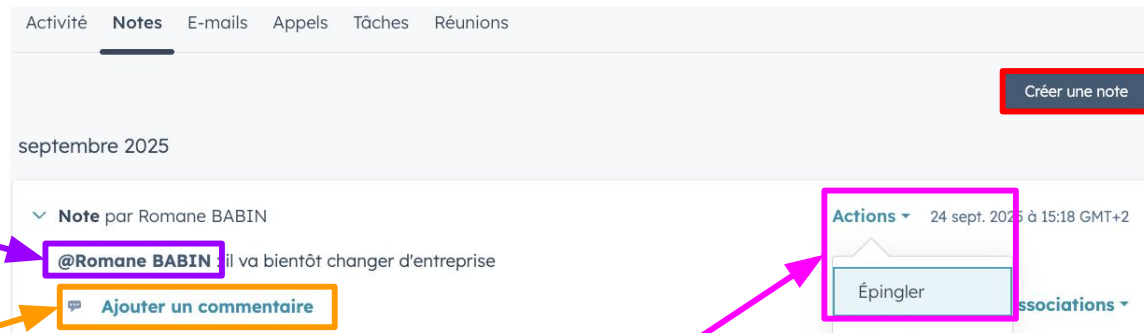 Activité Notes E-mails Appels Tâches Réunions
Créer une note
septembre 2025
Note par Romane BABIN
Actions 24 sept. 2025 à 15:18 GMT+2
@Romane BABIN : il va bientôt changer d'entreprise
Épingler
Ajouter un commentaire
ssociations